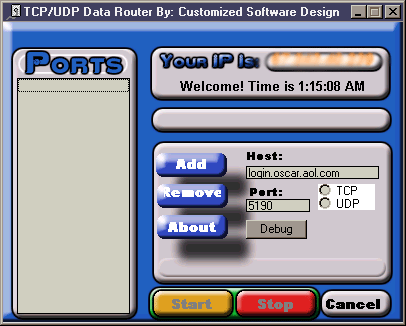 TCP/UDP Data Router By: Customized Software Design
PORTS
Your IP Is:
Welcome! Time is 1:15:08 AM
Add
Host:
login.oscar.aol.com
Remove
Port:
5190
TCP
UDP
About
Debug
Start
Stop
Cancel